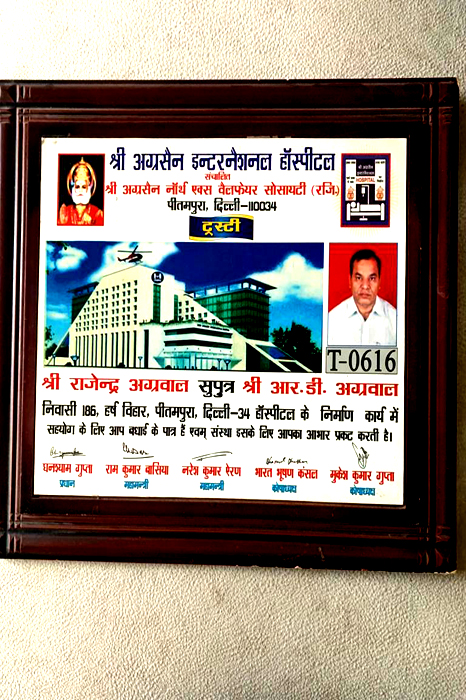 श्री अग्रसैन इन्टरनैशनल हॉस्पीटल
संचालित
श्री अग्रसैन नॉर्थ एक्स वैलफेयर सोसायटी (रजि.)
पीतमपुरा, दिल्ली-110034
HOSPITAL
ट्रस्टी
T-0616
श्री राजेन्द्र अग्रवाल सुपुत्र श्री आर.डी. अग्रवाल
निवासी 186, हर्ष विहार, पीतमपुरा, दिल्ली-34 हॉस्पीटल के निर्माण कार्य में
सहयोग के लिए आप बधाई के पात्र हैं एवम् संस्था इसके लिए आपका आभार प्रकट करती है।
घनश्याम गुप्ता राम कुमार बासिया नरेश कुमार ऐरण भारत भूषण कंसल मुकेश कुमार गुप्ता
प्रधान महामन्त्री महामन्त्री कोषाध्यक्ष कोषाध्यक्ष